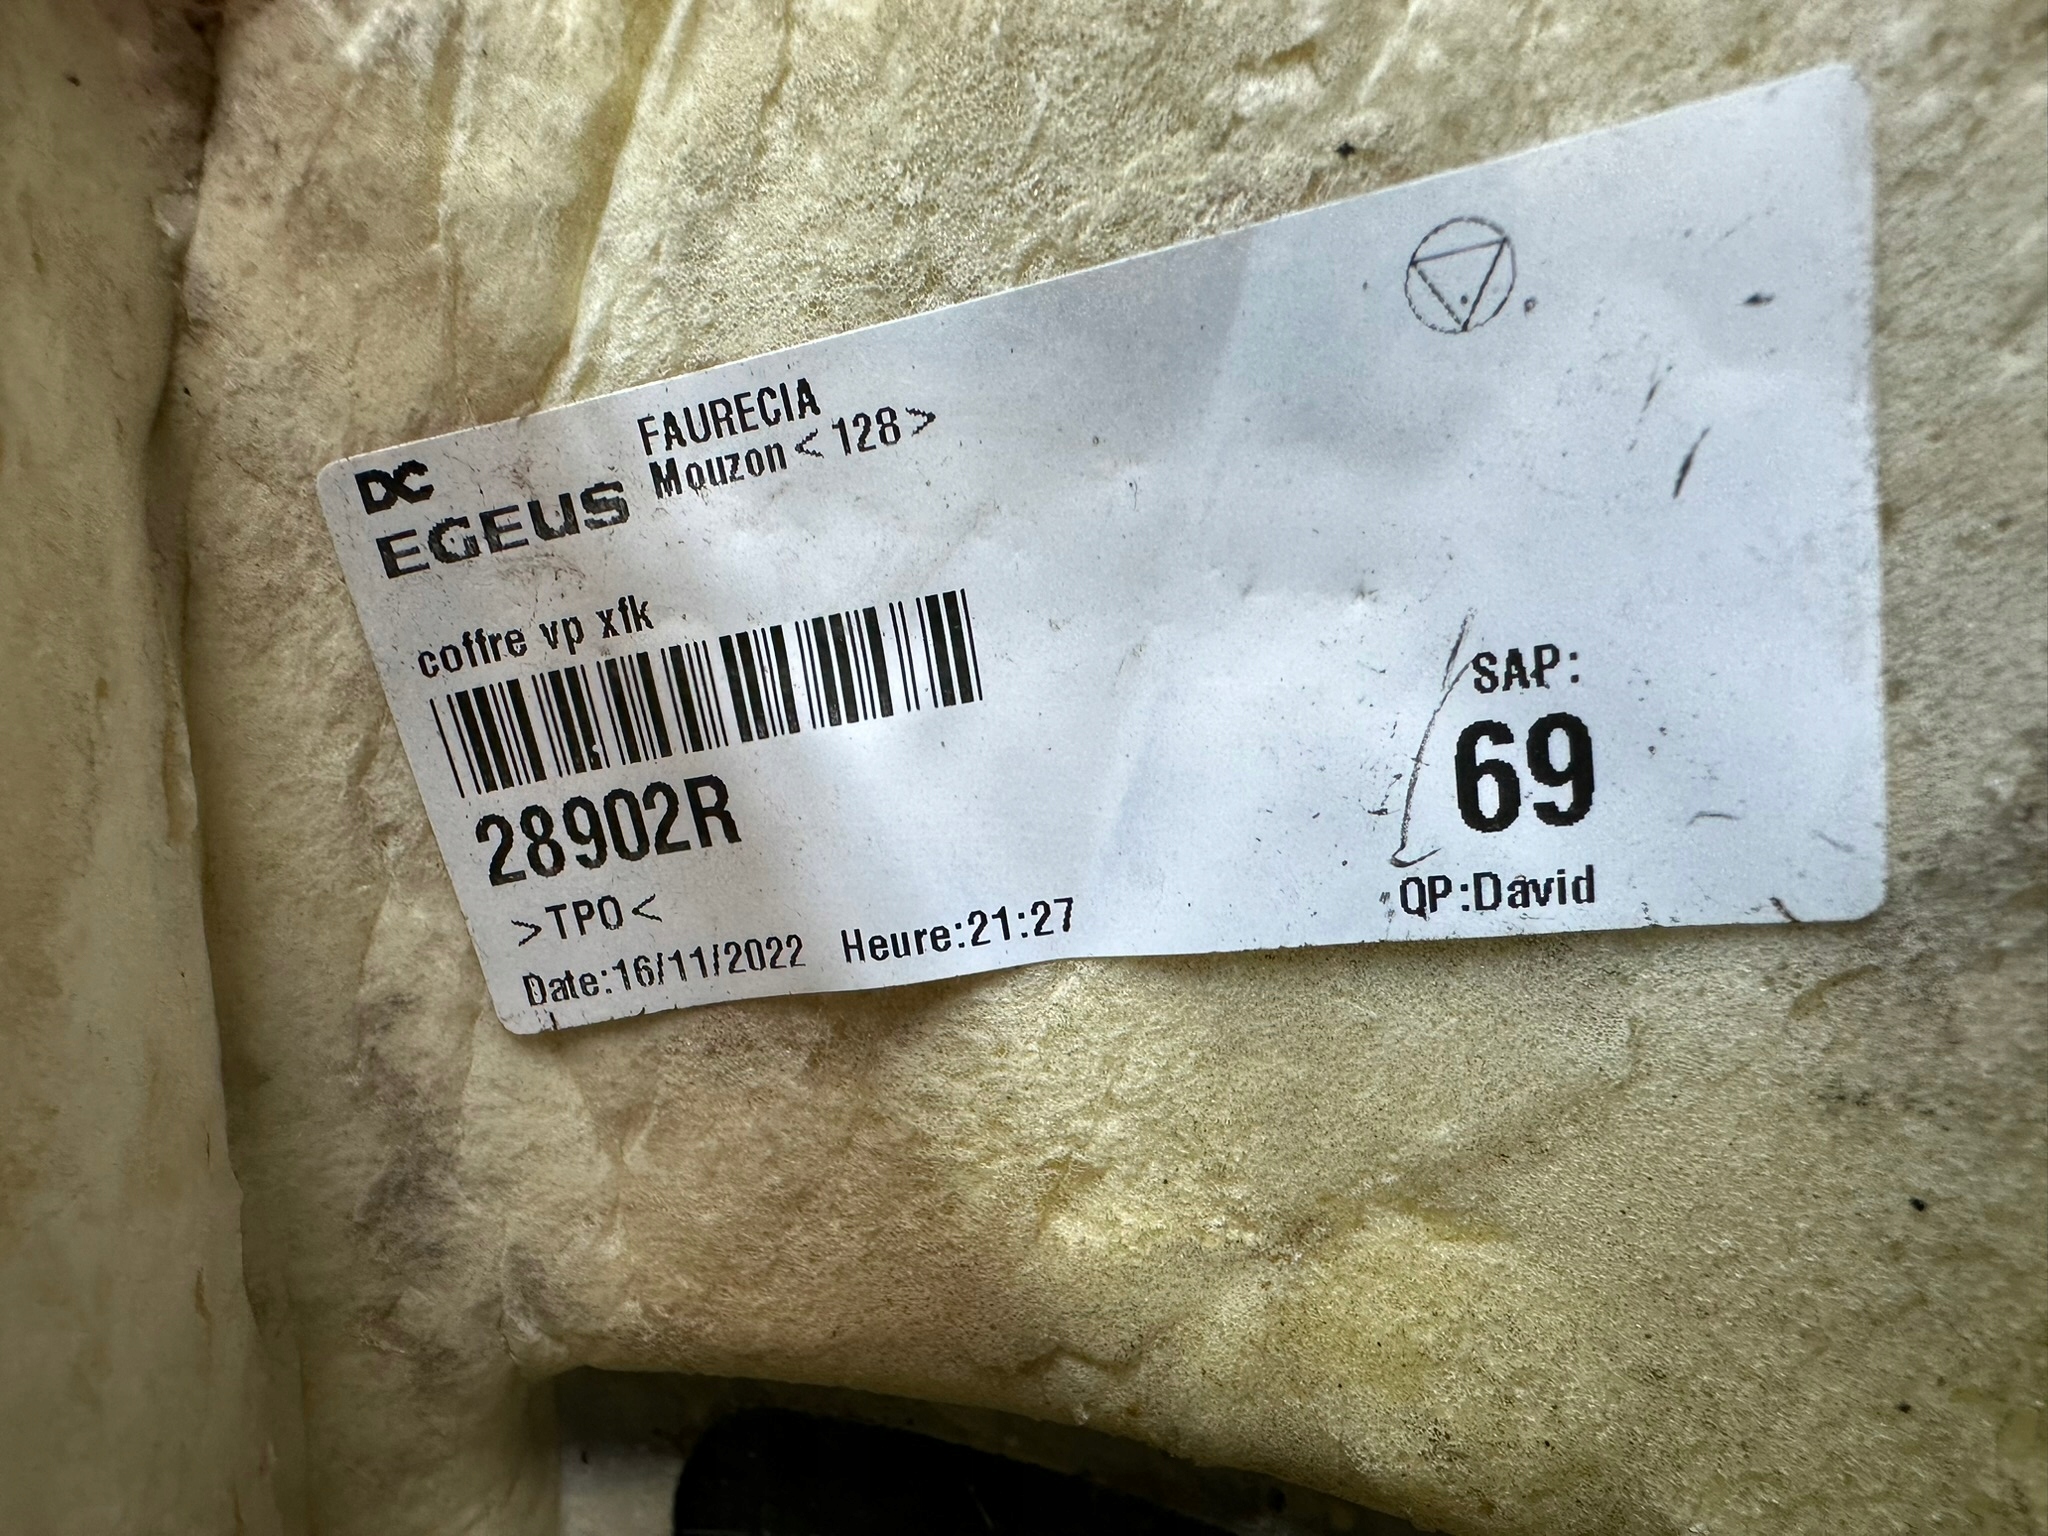 DC
EGEUS
FAURECIA
Mouzon<128>
coffre vp xfk
28902R
>TPO<
Date:16/11/2022 Heure:21:27
SAP:
69
QP:David